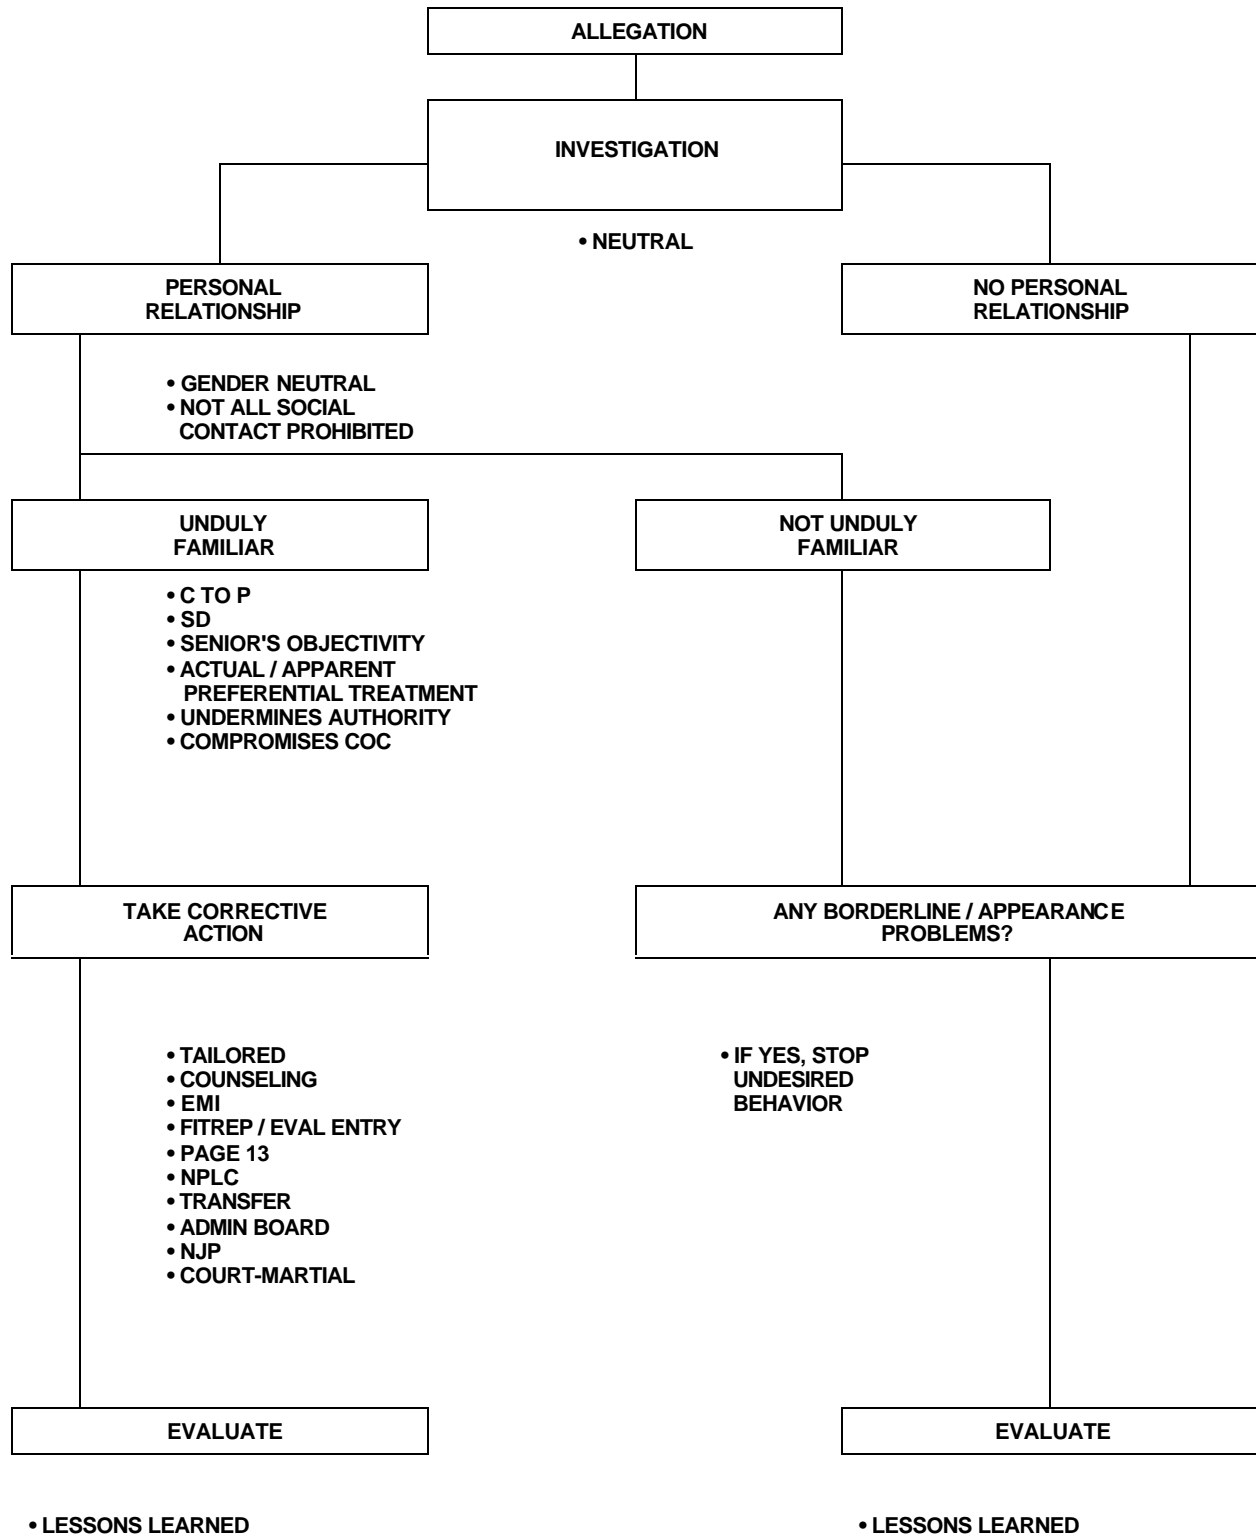 ALLEGATION
INVESTIGATION
• NEUTRAL
PERSONAL
RELATIONSHIP
NO PERSONAL
RELATIONSHIP
• GENDER NEUTRAL
• NOT ALL SOCIAL
CONTACT PROHIBITED
UNDULY
FAMILIAR
NOT UNDULY
FAMILIAR
• C TO P
• SD
• SENIOR'S OBJECTIVITY
• ACTUAL / APPARENT
PREFERENTIAL TREATMENT
• UNDERMINES AUTHORITY
• COMPROMISES COC
TAKE CORRECTIVE
ACTION
ANY BORDERLINE / APPEARANCE
PROBLEMS?
• TAILORED
• COUNSELING
• EMI
• FITREP / EVAL ENTRY
• PAGE 13
• NPLC
• TRANSFER
• ADMIN BOARD
• NJP
• COURT-MARTIAL
• IF YES, STOP
UNDESIRED
BEHAVIOR
EVALUATE
EVALUATE
• LESSONS LEARNED
• LESSONS LEARNED